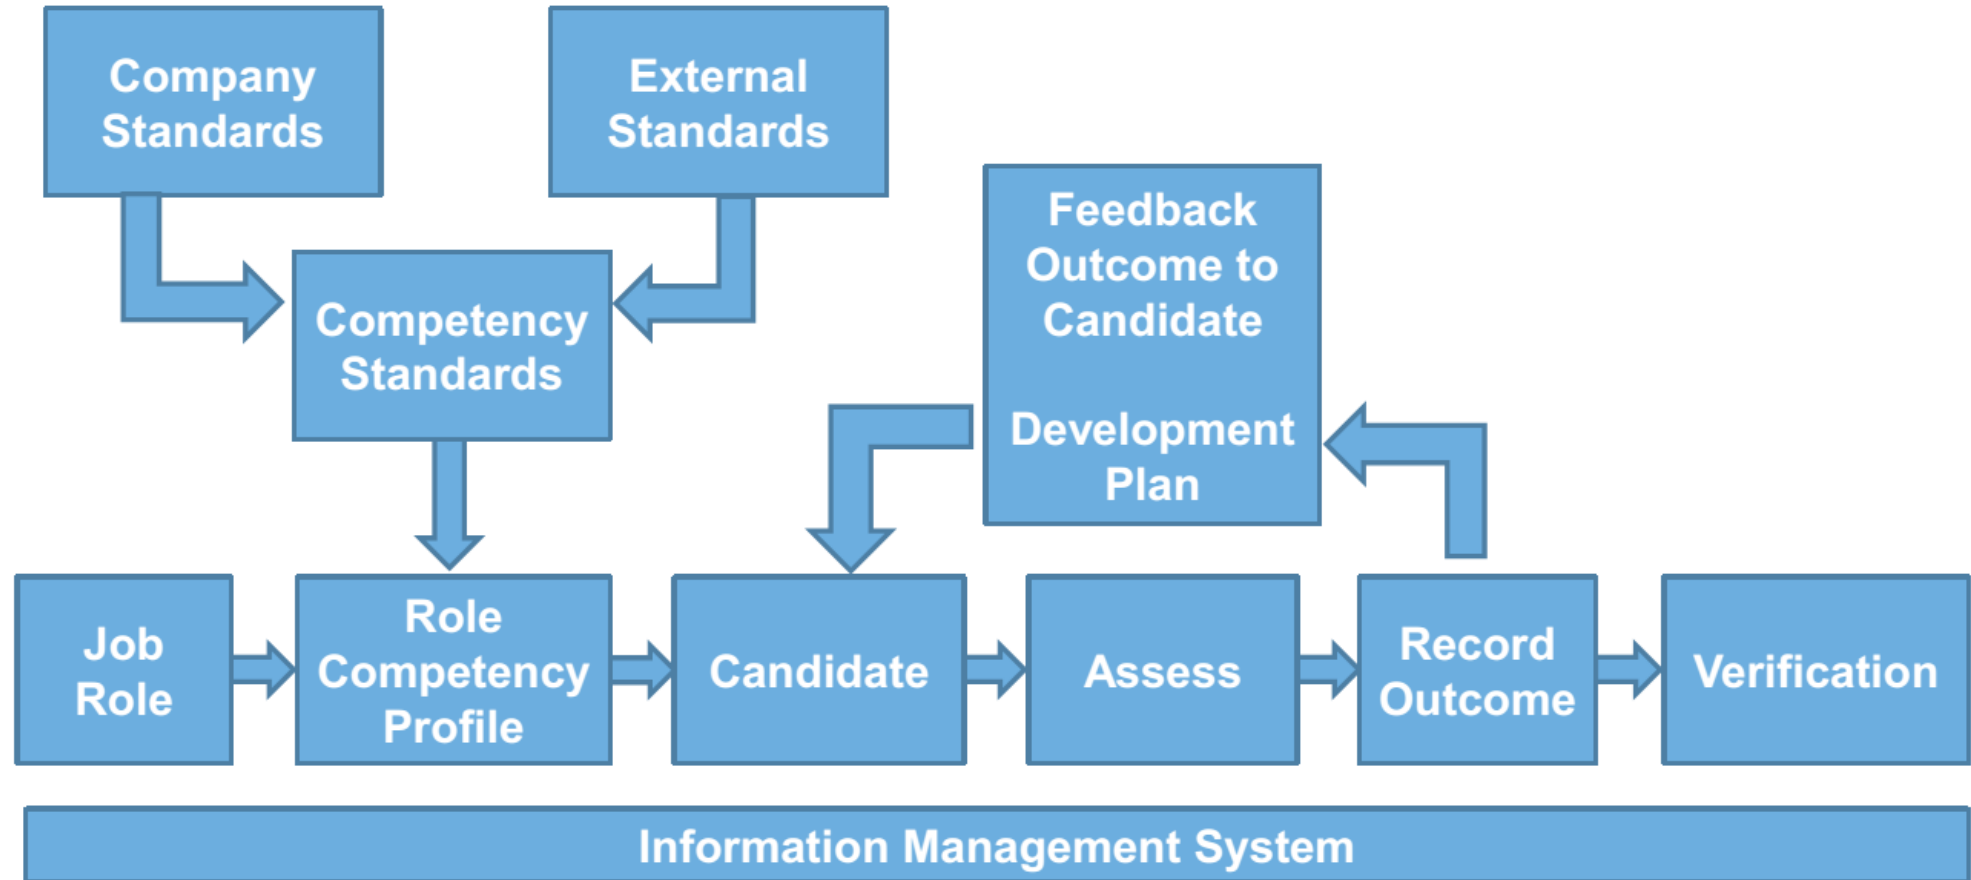 Company
Standards
External
Standards
Competency
Standards
Feedback
Outcome to
Candidate
Development
Plan
Job
Role
Role
Competency
Profile
Candidate
Assess
Record
Outcome
Verification
Information Management System